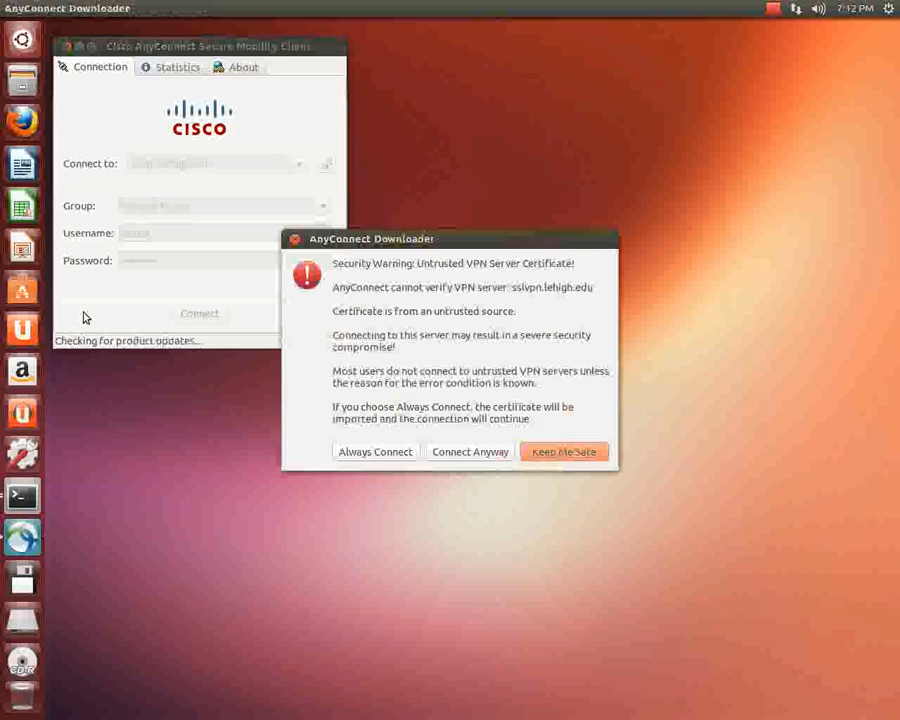 AnyConnect Downloader
7:12 PM
Cisco AnyConnect Secure Mobility Client
Connection
Statistics
About
CISCO
Connect to:
Group:
Username:
Password:
Connect
Checking for product updates...
AnyConnect Downloader
Security Warning: Untrusted VPN Server Certificate!
AnyConnect cannot verify VPN server: sslvpn.lehigh.edu
Certificate is from an untrusted source.
Connecting to this server may result in a severe security
compromise!
Most users do not connect to untrusted VPN servers unless
the reason for the error condition is known.
If you choose Always Connect, the certificate will be
imported and the connection will continue
Always Connect
Connect Anyway
Keep Me Safe
CD-R